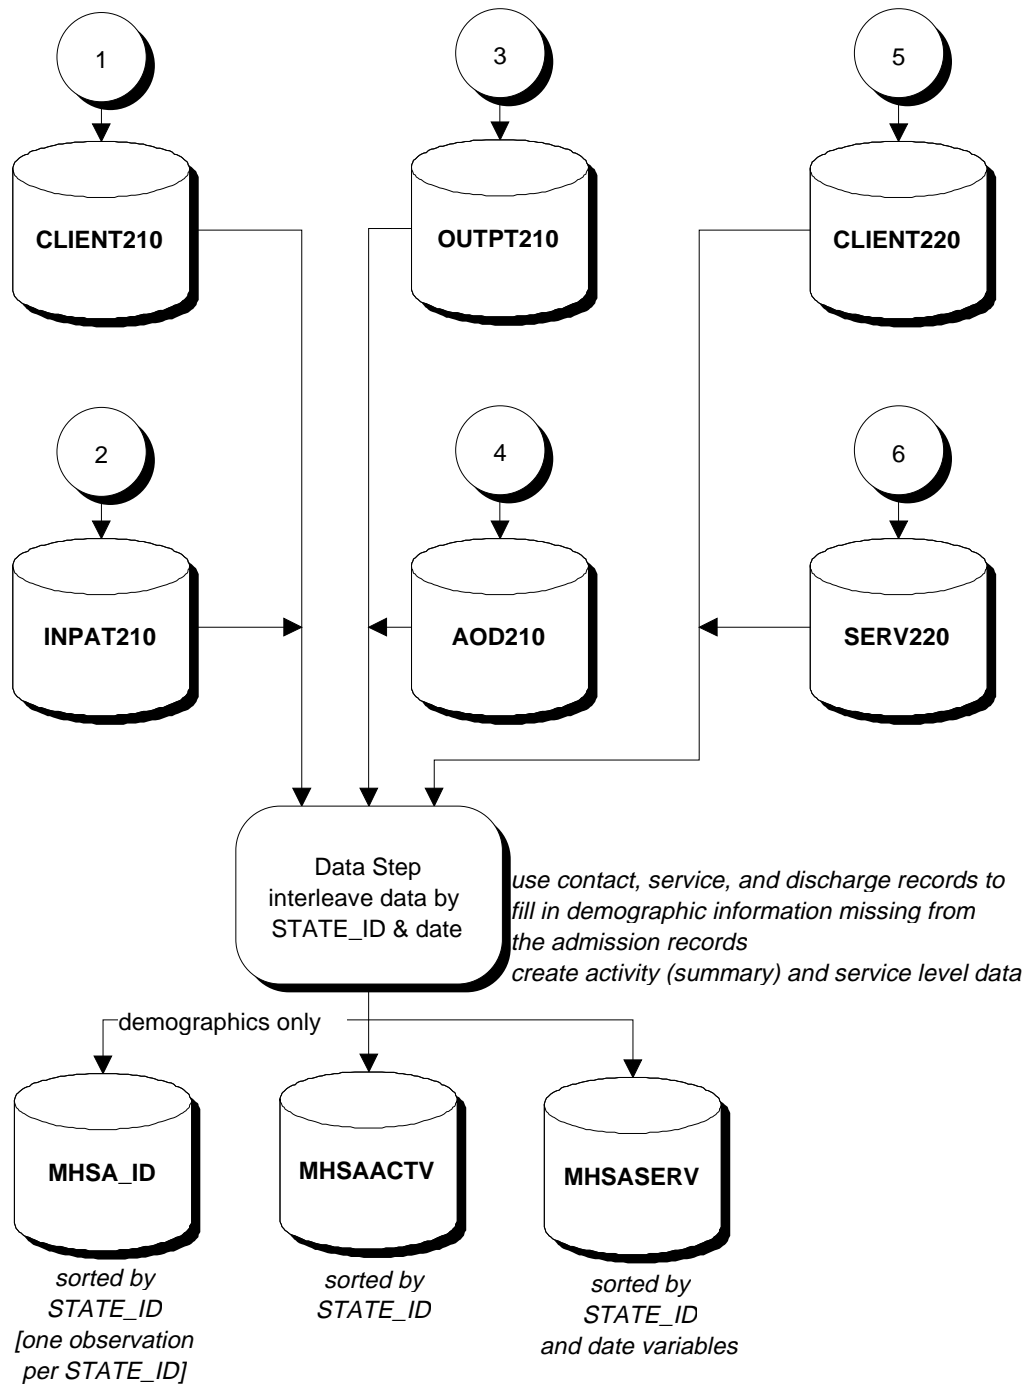 1
3
5
CLIENT210
OUTPT210
CLIENT220
2
4
6
INPAT210
AOD210
SERV220
Data Step
interleave data by
STATE_ID & date
use contact, service, and discharge records to
fill in demographic information missing from
the admission records
create activity (summary) and service level data
demographics only
MHSA_ID
MHSAACTV
MHSASERV
sorted by
STATE_ID
[one observation
per STATE_ID]
sorted by
STATE_ID
sorted by
STATE_ID
and date variables